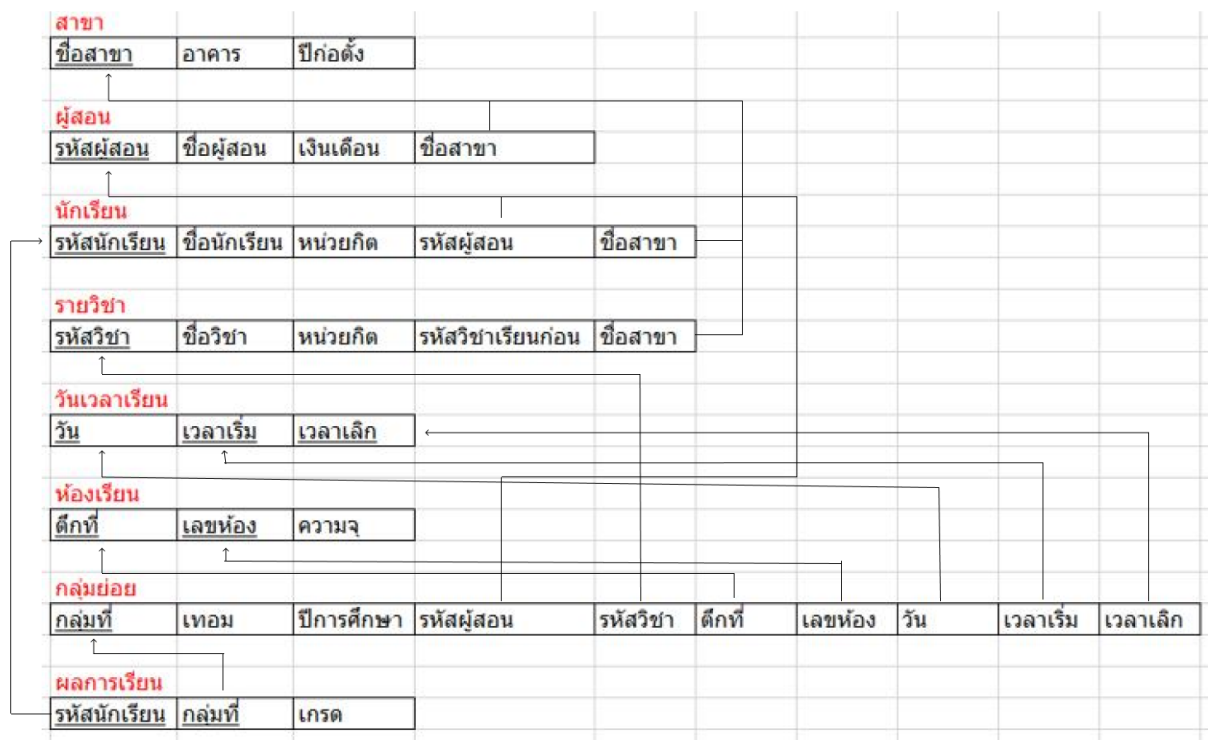 สาขา
ชื่อสาขา อาคาร ปีก่อตั้ง
ผู้สอน
รหัสผู้สอน ชื่อผู้สอน เงินเดือน ชื่อสาขา
นักเรียน
รหัสนักเรียน ชื่อนักเรียน หน่วยกิต รหัสผู้สอน ชื่อสาขา
รายวิชา
รหัสวิชา ชื่อวิชา หน่วยกิต รหัสวิชาเรียนก่อน ชื่อสาขา
วันเวลาเรียน
วัน เวลาเริ่ม เวลาเลิก
ห้องเรียน
ตึกที่ เลขห้อง ความจุ
กลุ่มย่อย
กลุ่มที่ เทอม ปีการศึกษา รหัสผู้สอน รหัสวิชา ตึกที่ เลขห้อง วัน เวลาเริ่ม เวลาเลิก
ผลการเรียน
รหัสนักเรียน กลุ่มที่ เกรด